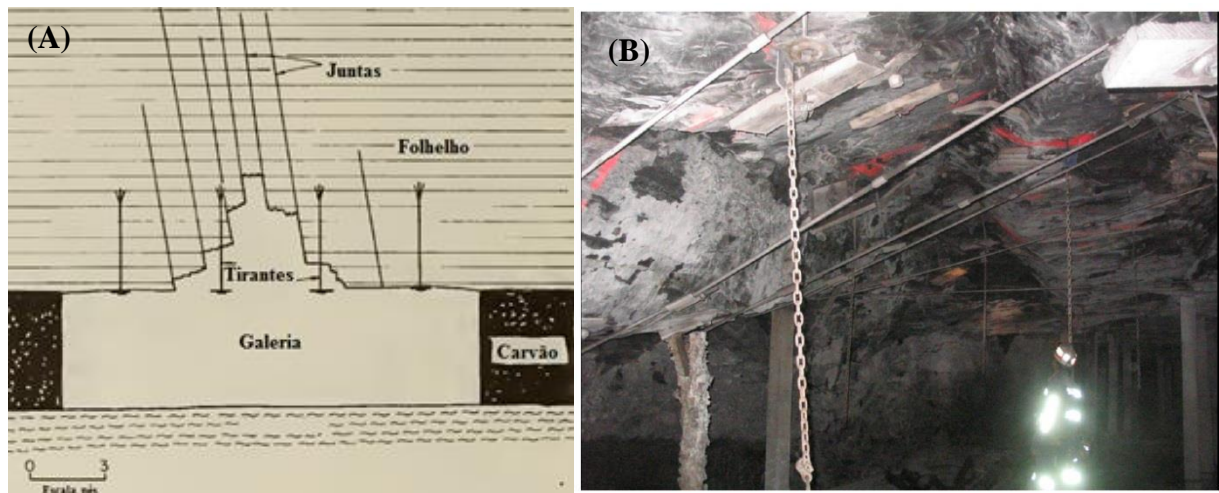 (A)
Juntas
Folhelho
Tirantes
Galeria
Carvão
0 3
Escala pés
(B)